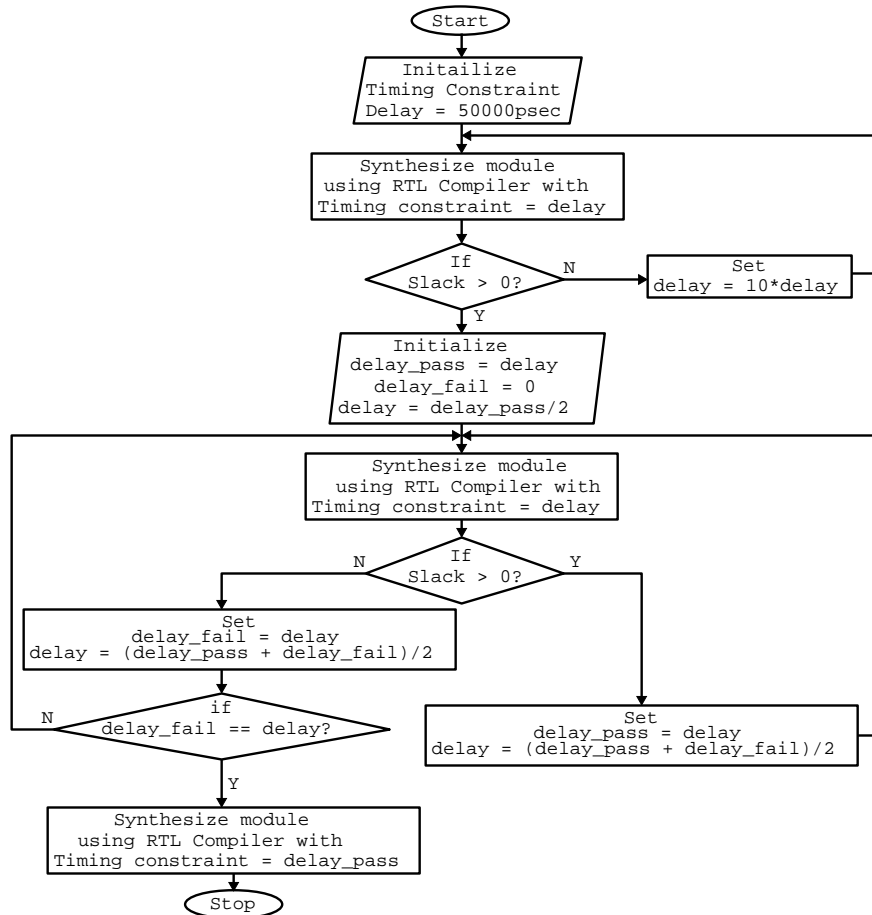 Start
Initailize
Timing Constraint
Delay = 50000psec
Synthesize module
using RTL Compiler with
Timing constraint = delay
If
Slack > 0?
N
Set
delay = 10*delay
Y
Initialize
delay_pass = delay
delay_fail = 0
delay = delay_pass/2
Synthesize module
using RTL Compiler with
Timing constraint = delay
If
Slack > 0?
N
Y
Set
delay_fail = delay
delay = (delay_pass + delay_fail)/2
if
delay_fail == delay?
N
Set
delay_pass = delay
delay = (delay_pass + delay_fail)/2
Y
Synthesize module
using RTL Compiler with
Timing constraint = delay_pass
Stop